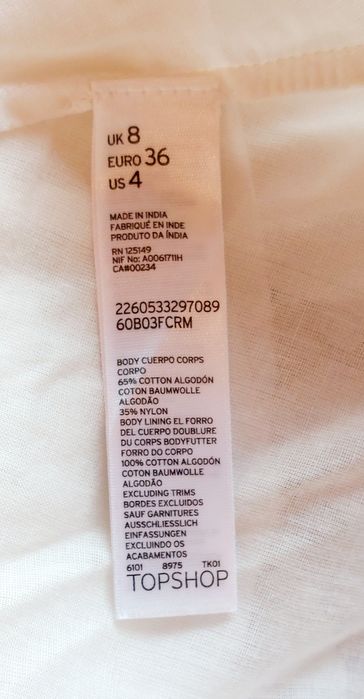 UK 8
EURO 36
US 4
MADE IN INDIA
FABRIQUÉ EN INDE
PRODUTO DA ÍNDIA
RN 125149
NIF No: A0061711H
CA#00234
2260533297089
60B03FCRM
BODY CUERPO CORPS
CORPO
65% COTTON ALGODÓN
COTON BAUMWOLLE
ALGODÃO
35% NYLON
BODY LINING EL FORRO
DEL CUERPO DOUBLURE
DU CORPS BODYFUTTER
FORRO DO CORPO
100% COTTON ALGODÓN
COTON BAUMWOLLE
ALGODÃO
EXCLUDING TRIMS
BORDES EXCLUIDOS
SAUF GARNITURES
AUSSCHLIESSLICH
EINFASSUNGEN
EXCLUINDO OS
ACABAMENTOS
6101 8975 TK01
TOPSHOP